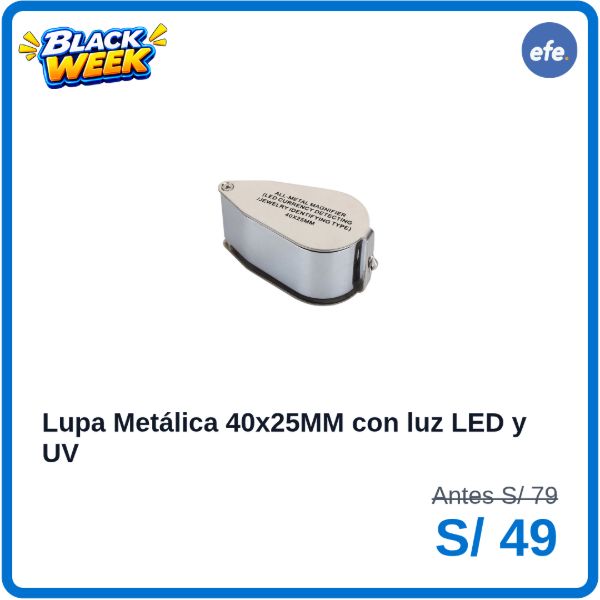 BLACK
WEEK
efe.
ALL-METAL MAGNIFIER
(LED CURRENCY DETECTING
/JEWELRY IDENTIFYING TYPE)
40X25MM
Lupa Metálica 40x25MM con luz LED y
UV
Antes S/ 79
S/ 49